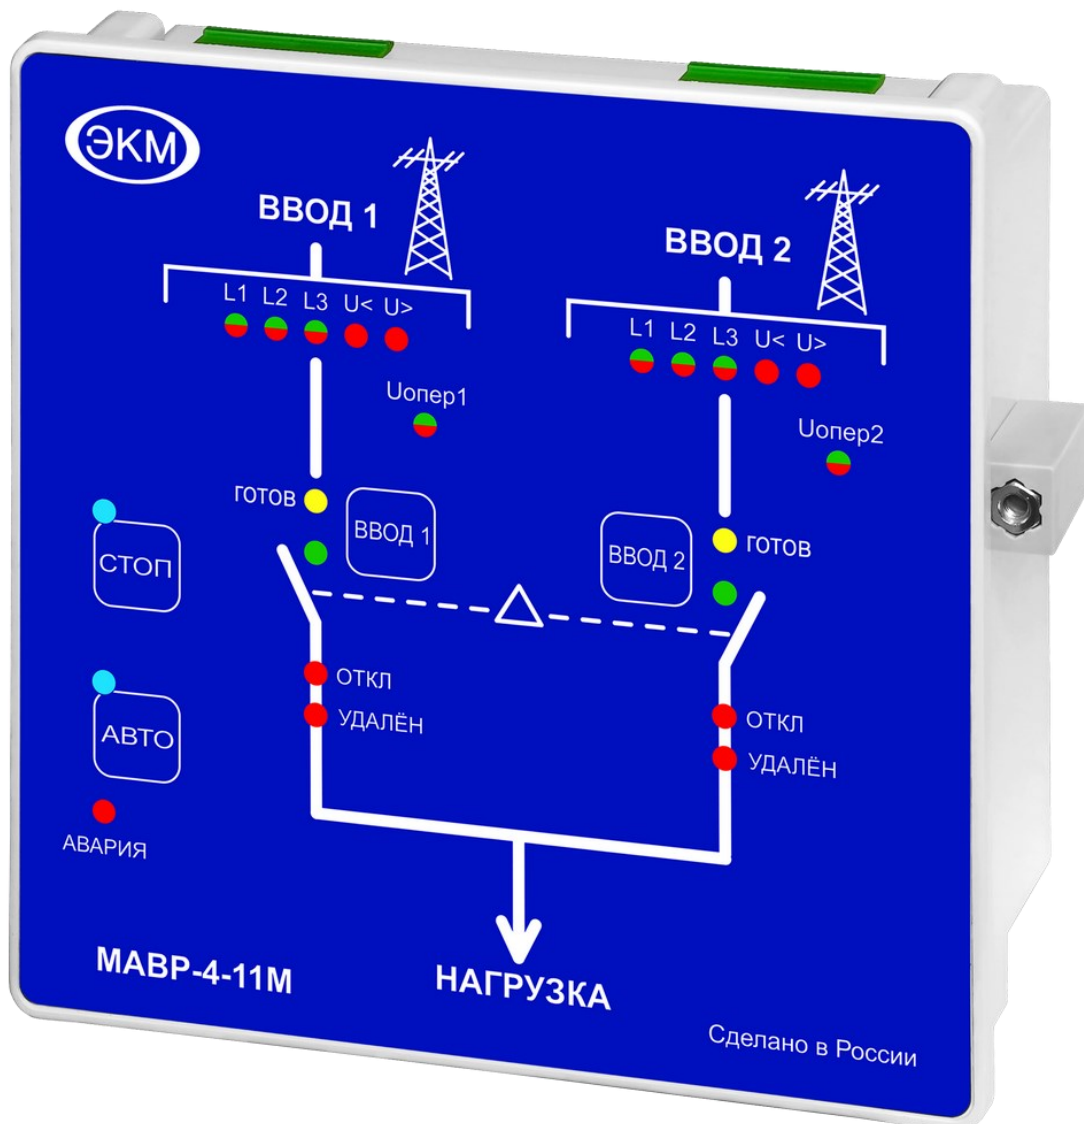 ЭКМ
ВВОД 1
ВВОД 2
L1 L2 L3 U< U>
L1 L2 L3 U< U>
Uопер1
Uопер2
ГОТОВ
ВВОД 1
ВВОД 2
ГОТОВ
СТОП
ОТКЛ
УДАЛЁН
ОТКЛ
УДАЛЁН
АВТО
АВАРИЯ
МАВР-4-11М
НАГРУЗКА
Сделано в России